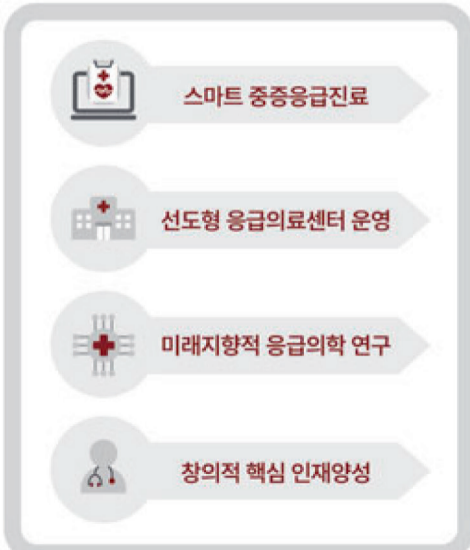 스마트 중증응급진료
선도형 응급의료센터 운영
미래지향적 응급의학 연구
창의적 핵심 인재양성